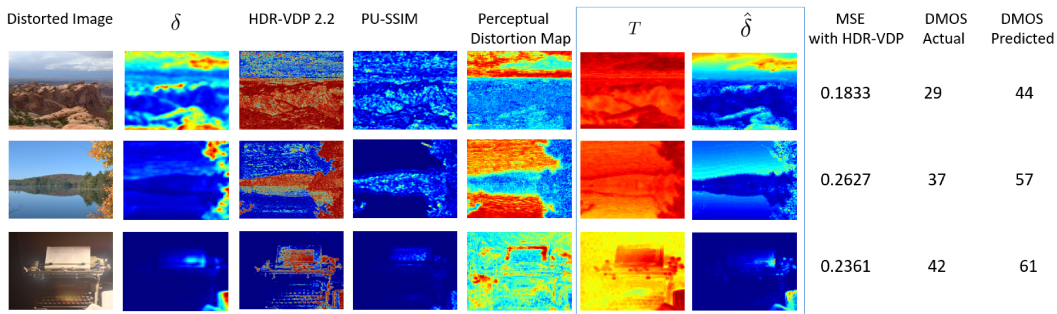 Distorted Image δ HDR-VDP 2.2 PU-SSIM Perceptual Distortion Map T δ̂ MSE with HDR-VDP DMOS Actual DMOS Predicted
0.1833 29 44
0.2627 37 57
0.2361 42 61